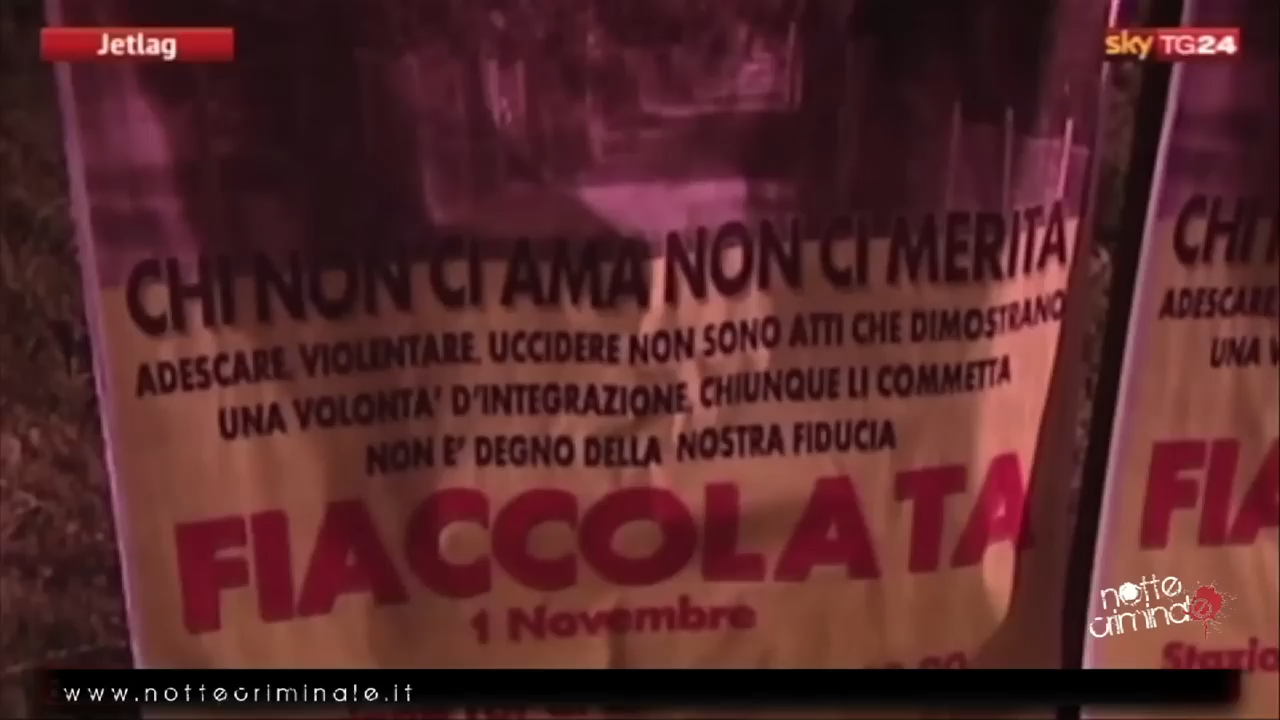 Jetlag
sky TG24
CHI NON CI AMA NON CI MERITA
ADESCARE, VIOLENTARE, UCCIDERE NON SONO ATTI CHE DIMOSTRANO
UNA VOLONTA' D'INTEGRAZIONE, CHIUNQUE LI COMMETTA
NON E' DEGNO DELLA NOSTRA FIDUCIA
FIACCOLATA
1 Novembre
CHI
ADESCARE
UNA
FIA
Stazio
notte
criminale
www.nottecriminale.it